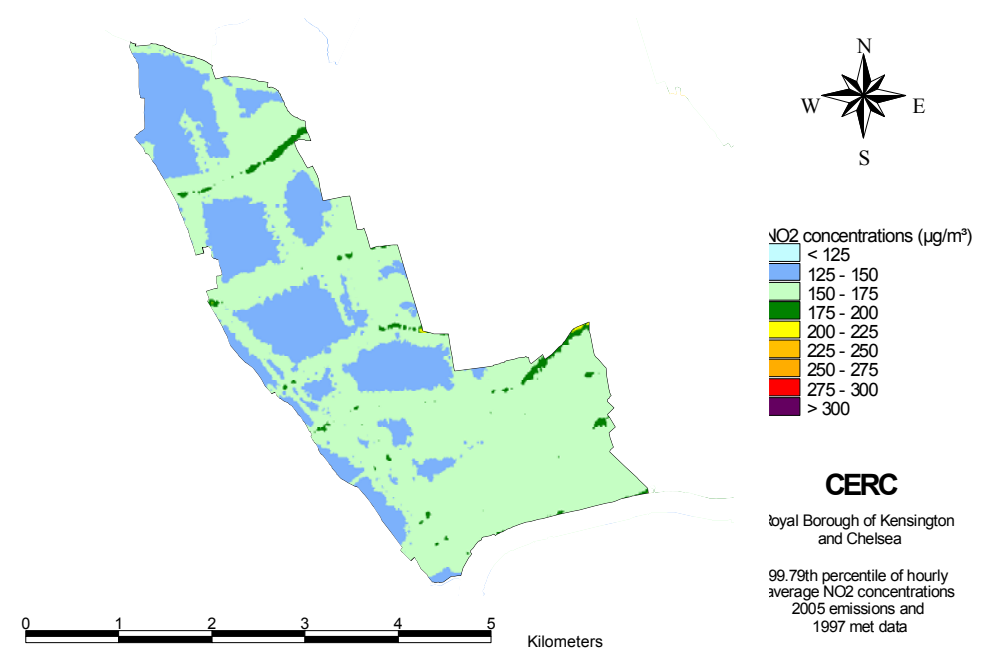 N
W E
S
NO2 concentrations (µg/m³)
< 125
125 - 150
150 - 175
175 - 200
200 - 225
225 - 250
250 - 275
275 - 300
> 300
CERC
Royal Borough of Kensington
and Chelsea
99.79th percentile of hourly
average NO2 concentrations
2005 emissions and
1997 met data
0 1 2 3 4 5
Kilometers